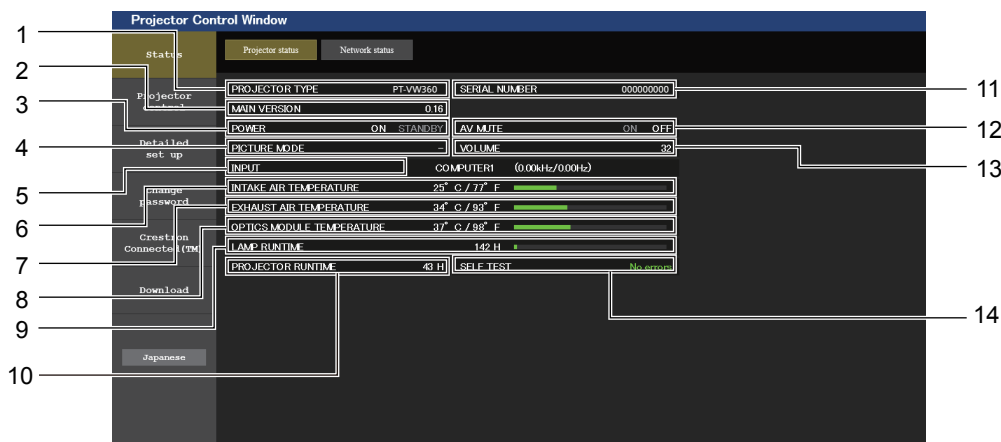 Projector Control Window
Status
Projector status Network status
Projector
control
Detailed
set up
Change
password
Crestron
Connected(TM)
Download
Japanese
PROJECTOR TYPE PT-VW360 SERIAL NUMBER 000000000
MAIN VERSION 0.16
POWER ON STANDBY AV MUTE ON OFF
PICTURE MODE – VOLUME 32
INPUT COMPUTER1 (0.00kHz/0.00Hz)
INTAKE AIR TEMPERATURE 25° C / 77° F
EXHAUST AIR TEMPERATURE 34° C / 93° F
OPTICS MODULE TEMPERATURE 37° C / 98° F
LAMP RUNTIME 142 H
PROJECTOR RUNTIME 43 H SELF TEST No errors
1
2
3
4
5
6
7
8
9
10
11
12
13
14